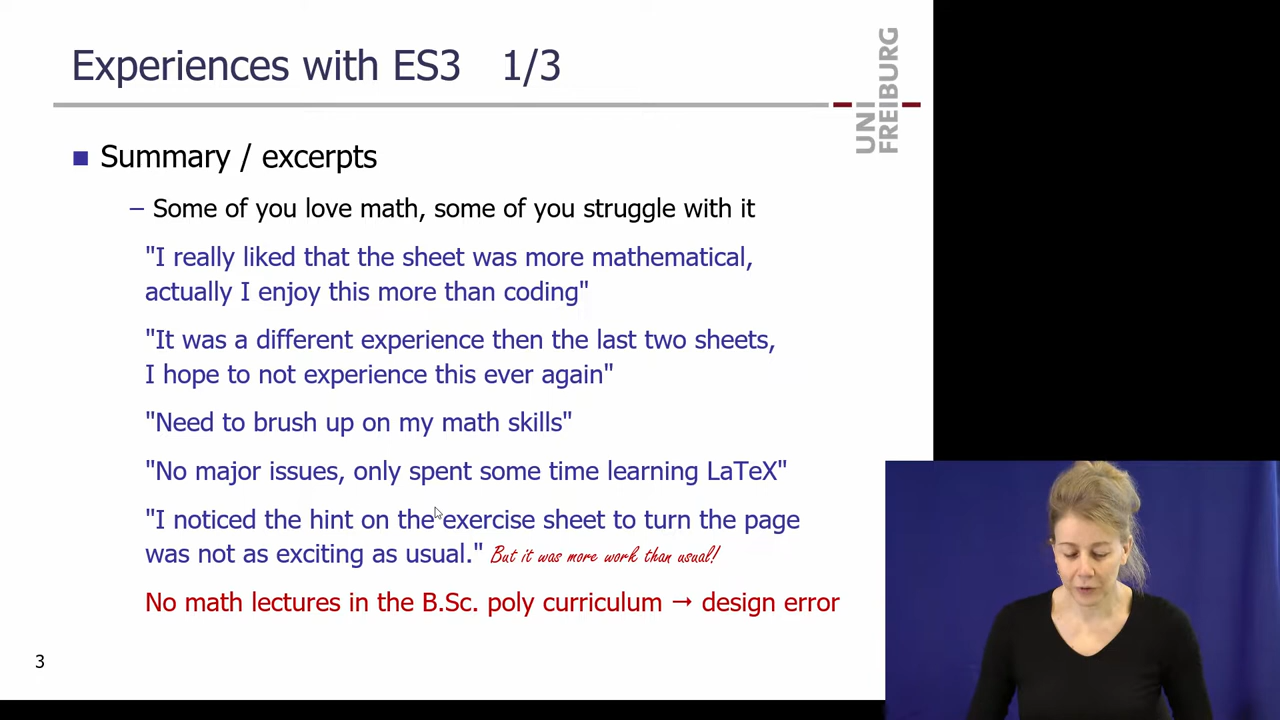 Experiences with ES3 1/3
UNI
FREIBURG
Summary / excerpts
– Some of you love math, some of you struggle with it
"I really liked that the sheet was more mathematical,
actually I enjoy this more than coding"
"It was a different experience then the last two sheets,
I hope to not experience this ever again"
"Need to brush up on my math skills"
"No major issues, only spent some time learning LaTeX"
"I noticed the hint on the exercise sheet to turn the page
was not as exciting as usual." But it was more work than usual!
No math lectures in the B.Sc. poly curriculum → design error
3